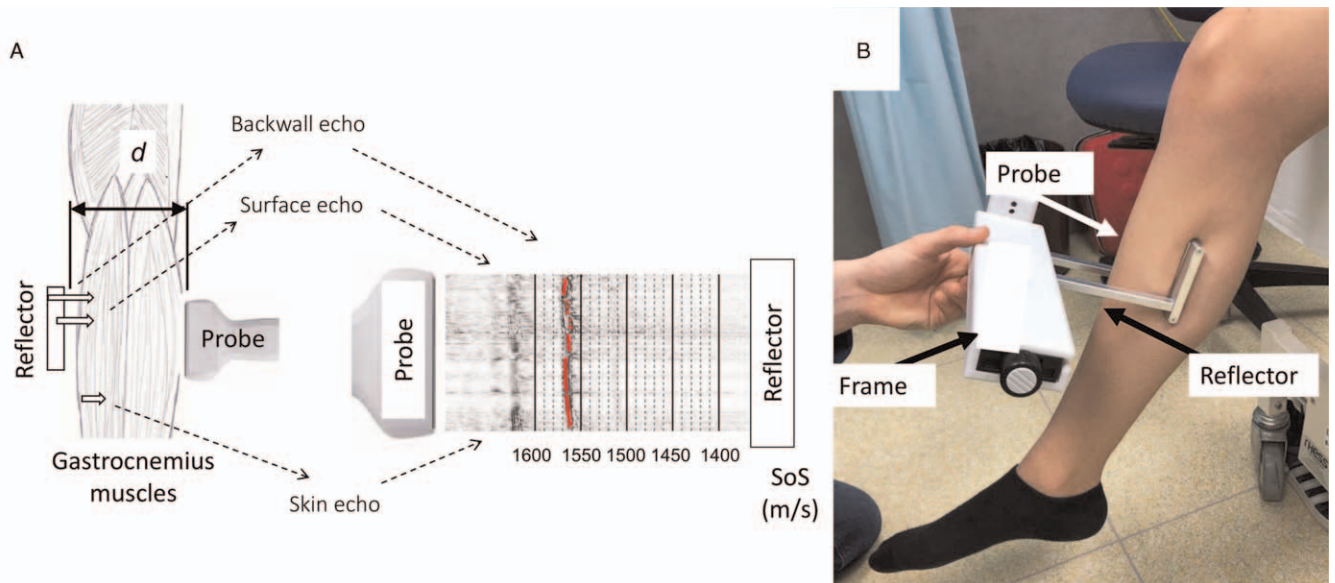 A
Backwall echo
d
Surface echo
Reflector
Probe
Gastrocnemius
muscles
Skin echo
Probe
1600 1550 1500 1450 1400
Reflector
SoS
(m/s)
B
Probe
Frame
Reflector